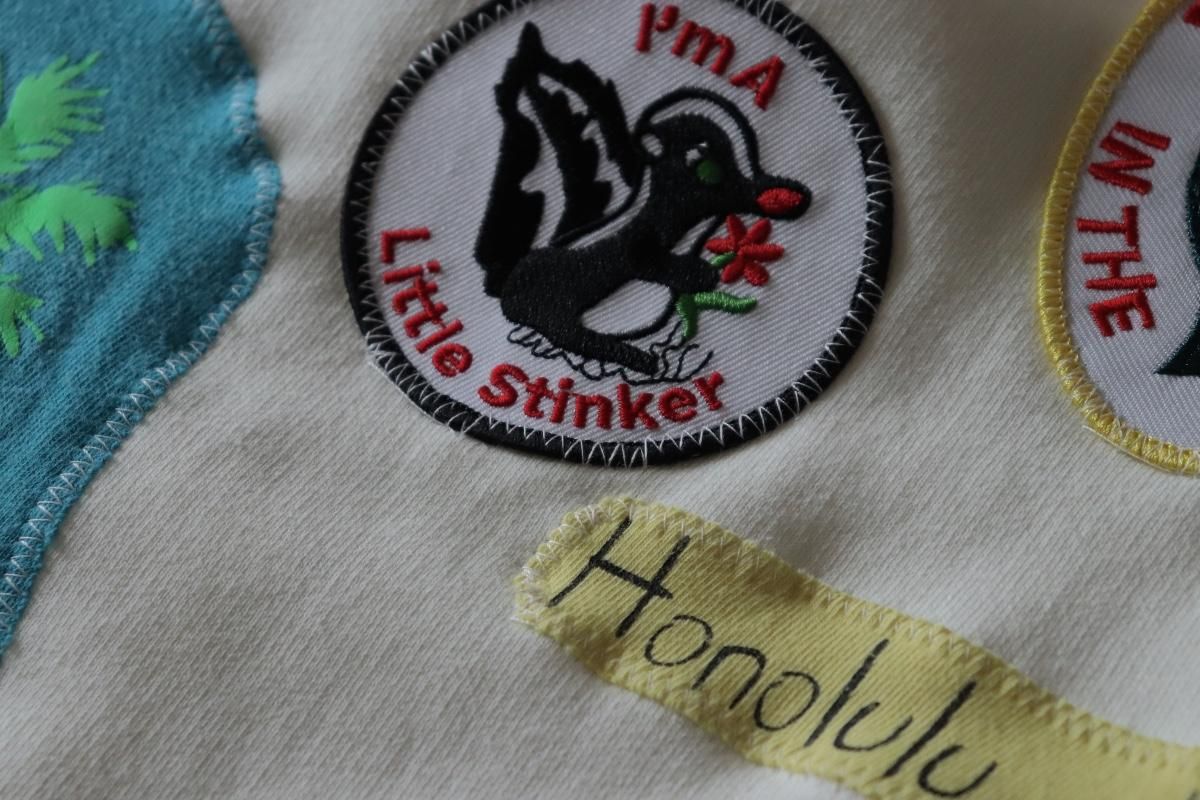 I'm A
Little Stinker
IN THE
Honolulu